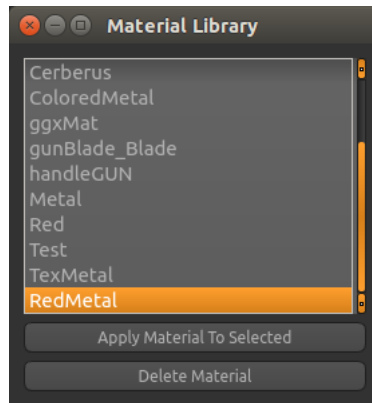 Material Library
Cerberus
ColoredMetal
ggxMat
gunBlade_Blade
handleGUN
Metal
Red
Test
TexMetal
RedMetal
Apply Material To Selected
Delete Material